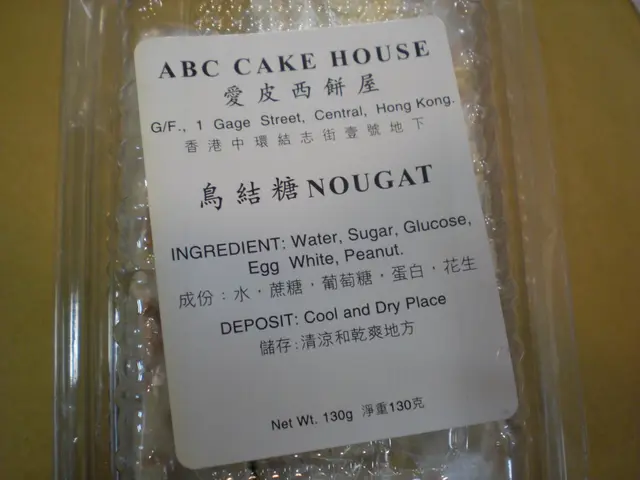 ABC CAKE HOUSE
愛皮西餅屋
G/F., 1 Gage Street, Central, Hong Kong.
香港中環結志街壹號地下
鳥結糖 NOUGAT
INGREDIENT: Water, Sugar, Glucose,
Egg White, Peanut.
成份：水，蔗糖，葡萄糖，蛋白，花生
DEPOSIT: Cool and Dry Place
儲存:清涼和乾爽地方
Net Wt. 130g 淨重130克